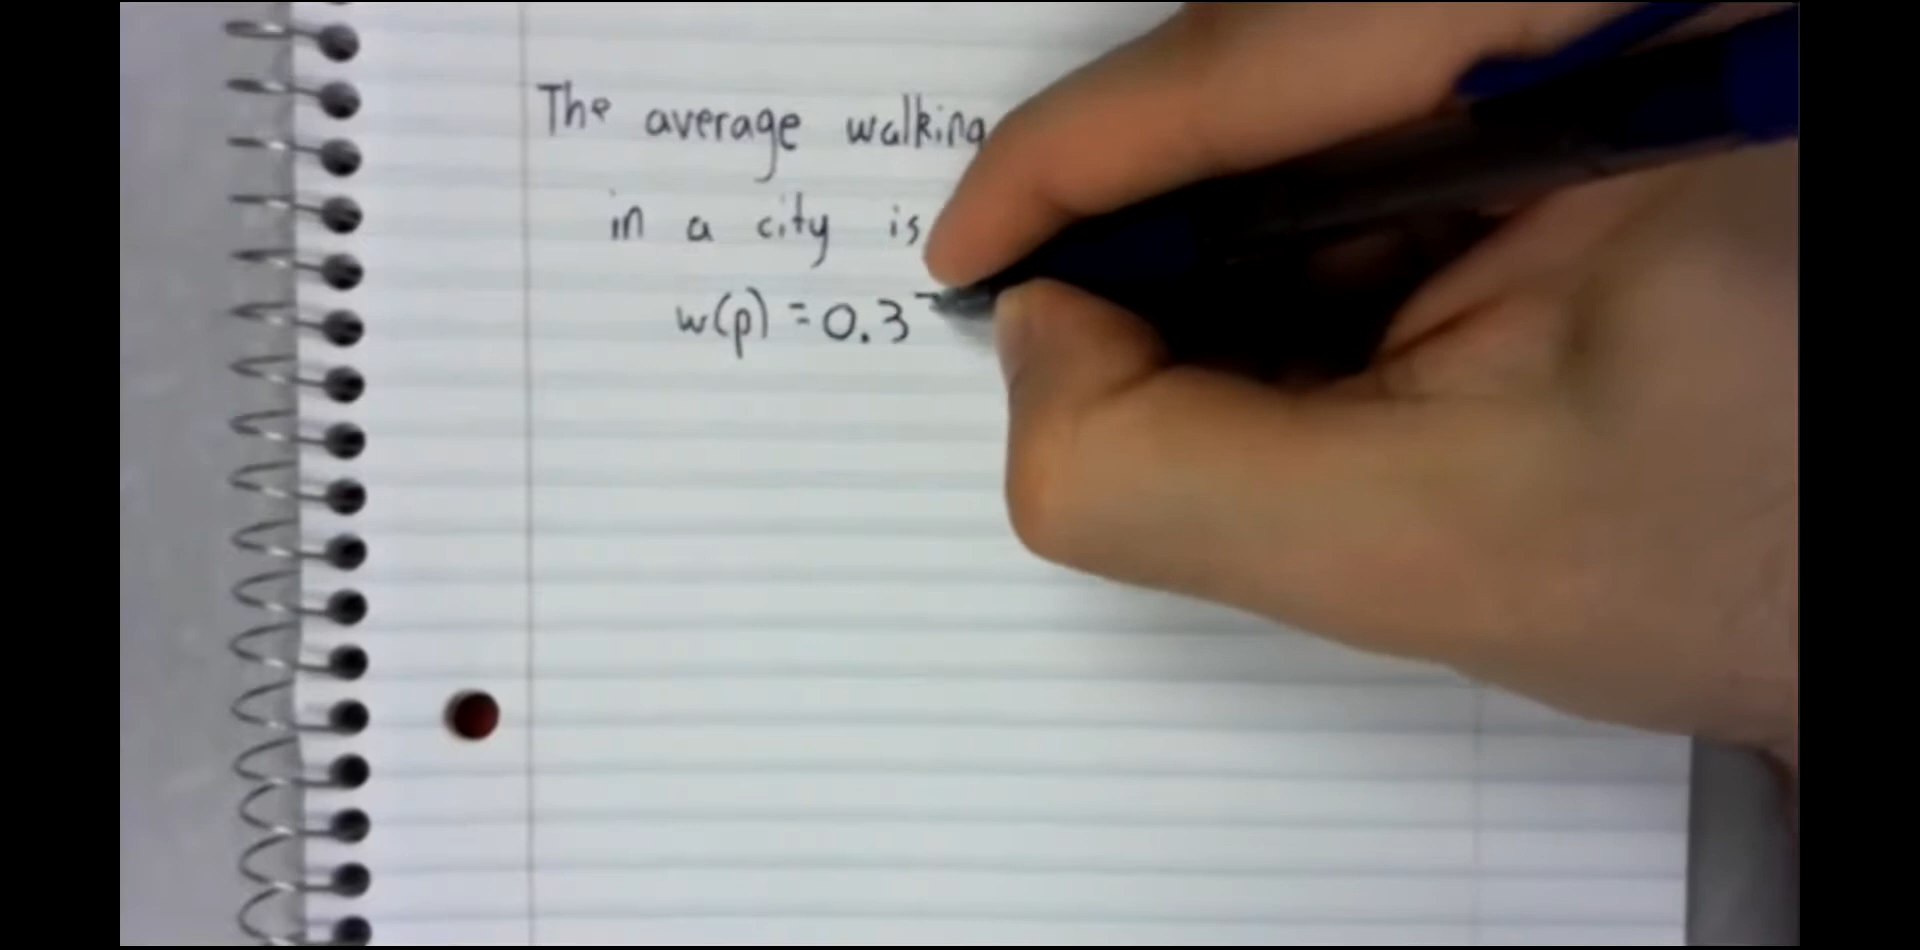 The average walking
in a city is
w(p) = 0.3